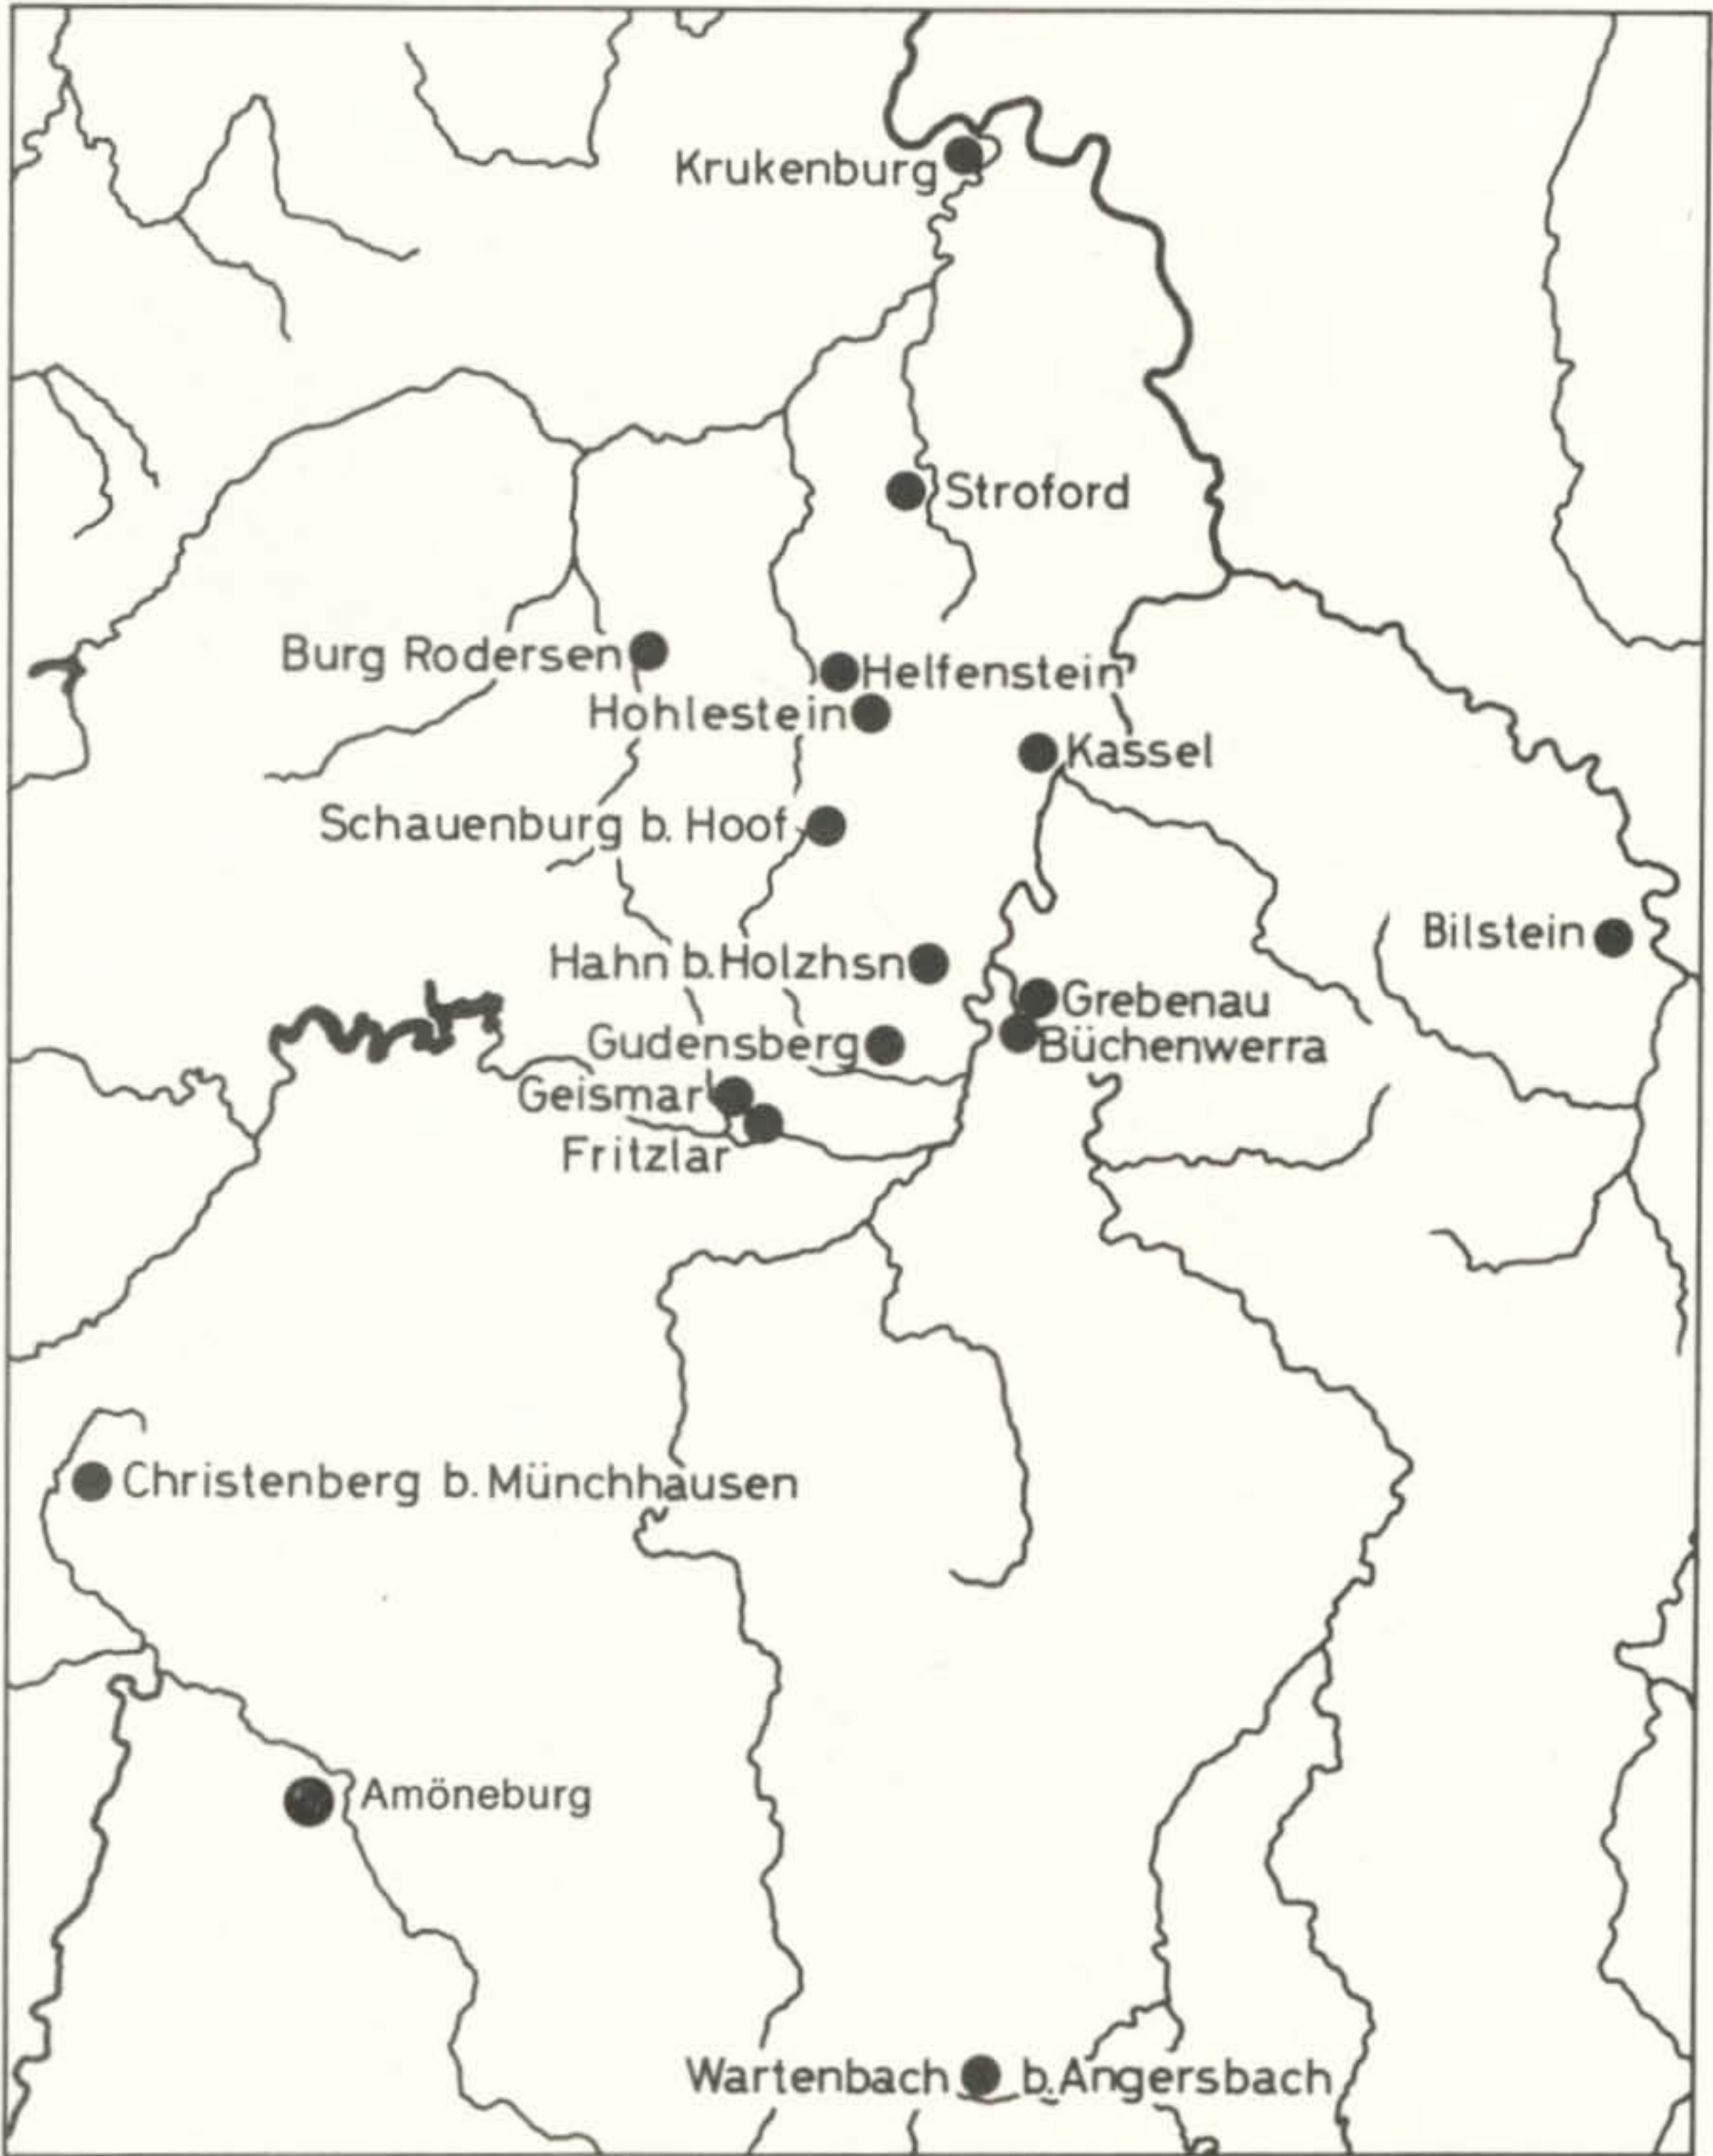 Krukenburg
Stroford
Burg Rodersen
Helfenstein
Hohlestein
Kassel
Schauenburg b. Hoof
Bilstein
Hahn b. Holzhsn
Grebenau
Gudensberg
Büchenwerra
Geismar
Fritzlar
Christenberg b. Münchhausen
Amöneburg
Wartenbach b. Angersbach